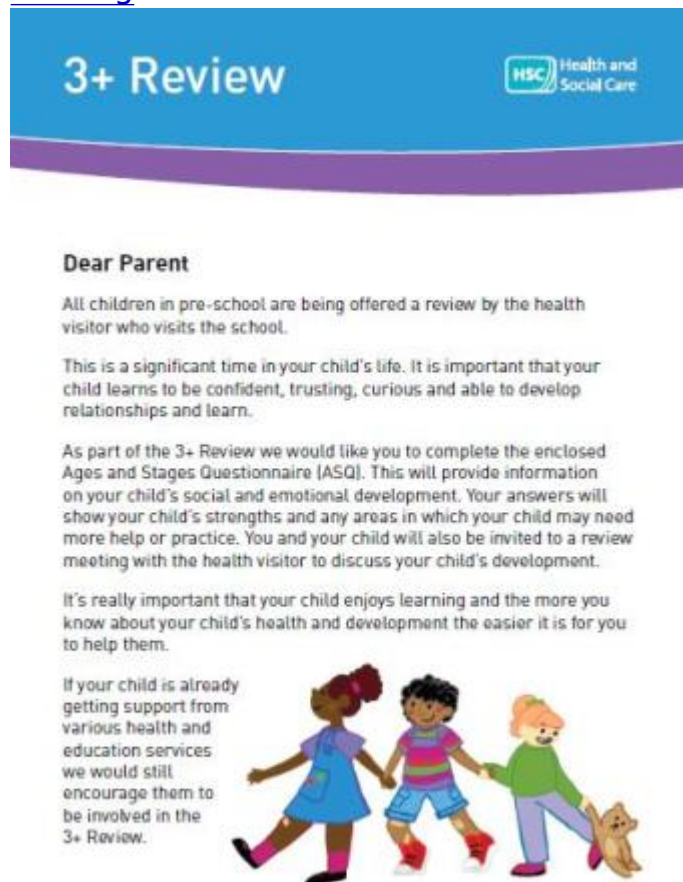 3+ Review
HSC Health and
Social Care
Dear Parent
All children in pre-school are being offered a review by the health
visitor who visits the school.
This is a significant time in your child's life. It is important that your
child learns to be confident, trusting, curious and able to develop
relationships and learn.
As part of the 3+ Review we would like you to complete the enclosed
Ages and Stages Questionnaire (ASQ). This will provide information
on your child's social and emotional development. Your answers will
show your child's strengths and any areas in which your child may need
more help or practice. You and your child will also be invited to a review
meeting with the health visitor to discuss your child's development.
It's really important that your child enjoys learning and the more you
know about your child's health and development the easier it is for you
to help them.
If your child is already
getting support from
various health and
education services
we would still
encourage them to
be involved in the
3+ Review.